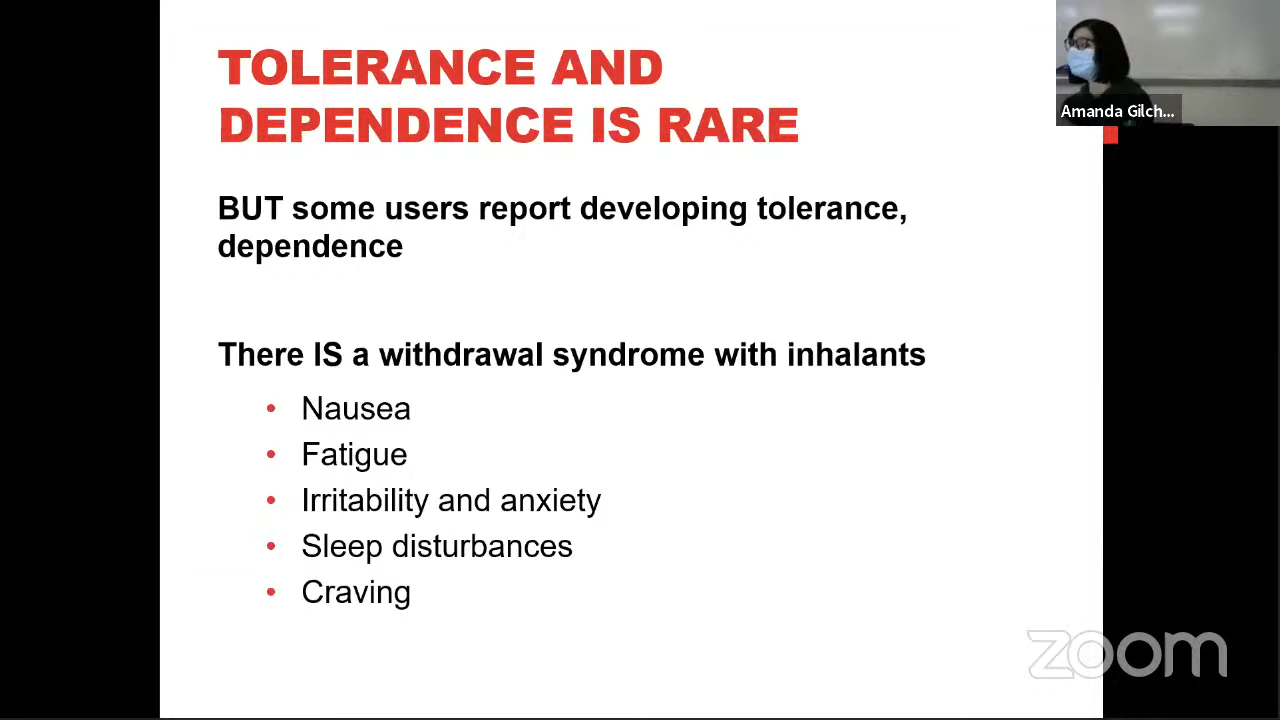 TOLERANCE AND
DEPENDENCE IS RARE
Amanda Gilch...
BUT some users report developing tolerance,
dependence
There IS a withdrawal syndrome with inhalants
• Nausea
• Fatigue
• Irritability and anxiety
• Sleep disturbances
• Craving
zoom